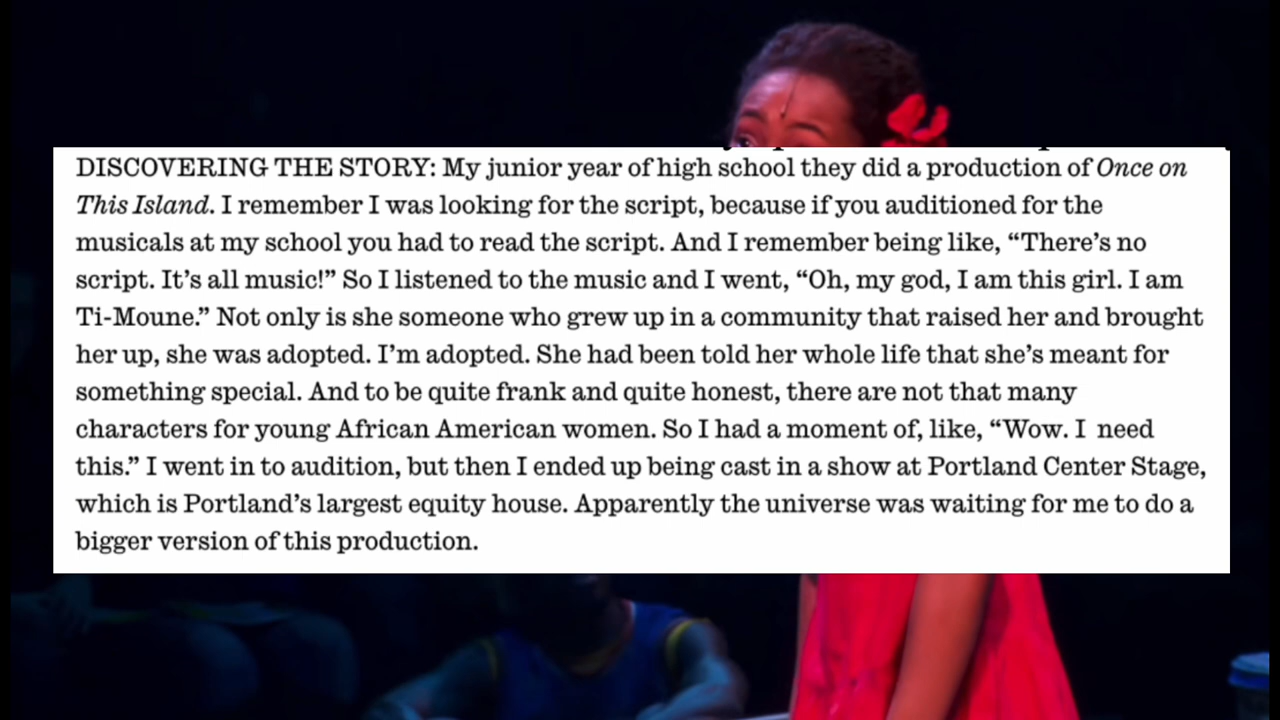 DISCOVERING THE STORY: My junior year of high school they did a production of Once on
This Island. I remember I was looking for the script, because if you auditioned for the
musicals at my school you had to read the script. And I remember being like, “There’s no
script. It’s all music!” So I listened to the music and I went, “Oh, my god, I am this girl. I am
Ti-Moune.” Not only is she someone who grew up in a community that raised her and brought
her up, she was adopted. I’m adopted. She had been told her whole life that she’s meant for
something special. And to be quite frank and quite honest, there are not that many
characters for young African American women. So I had a moment of, like, “Wow. I need
this.” I went in to audition, but then I ended up being cast in a show at Portland Center Stage,
which is Portland’s largest equity house. Apparently the universe was waiting for me to do a
bigger version of this production.